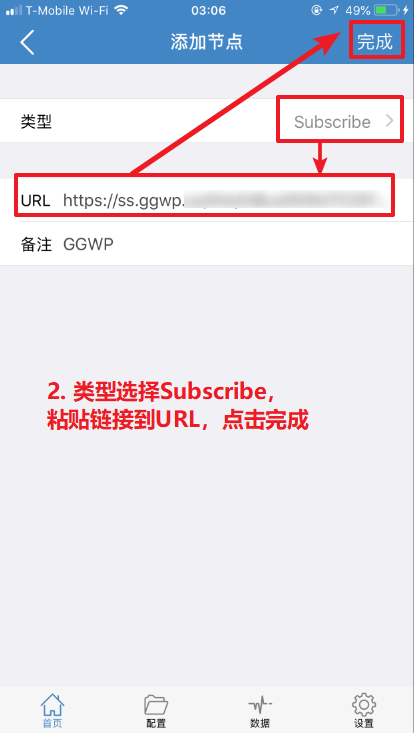 T-Mobile Wi-Fi 03:06 49%
添加节点 完成
类型 Subscribe
URL https://ss.ggwp.
备注 GGWP
2. 类型选择Subscribe，
粘贴链接到URL，点击完成
首页 配置 数据 设置